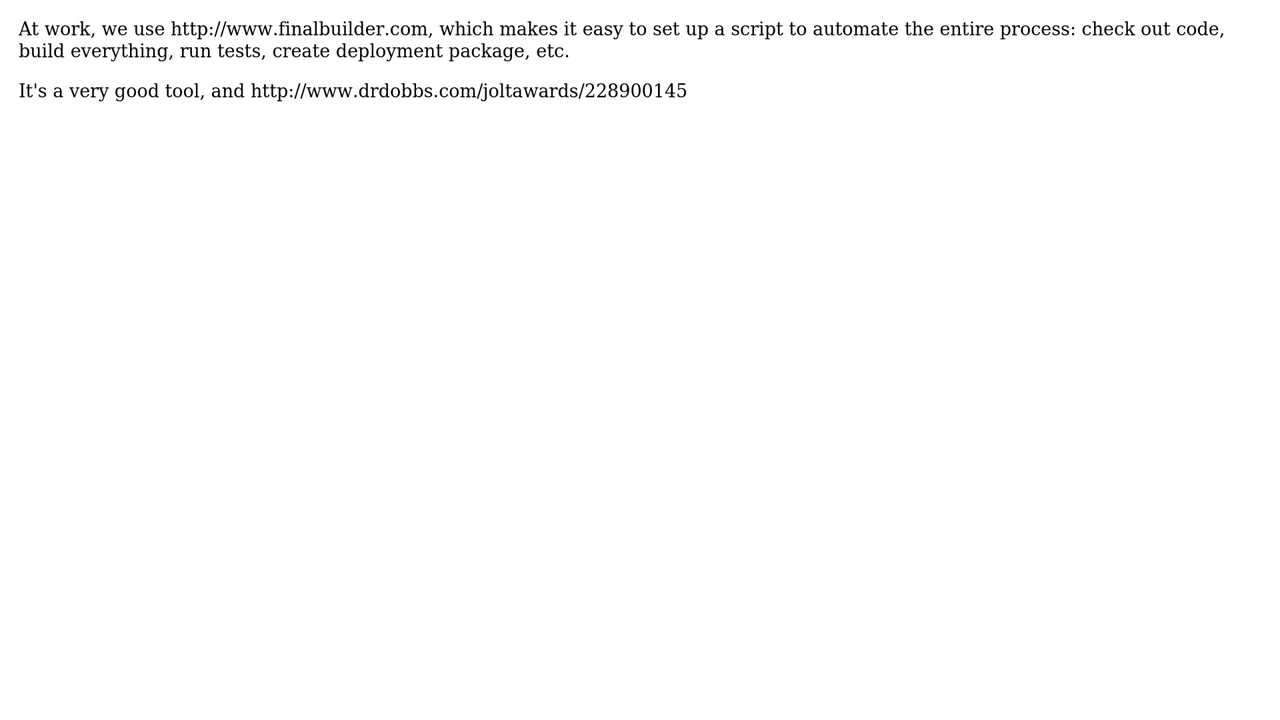 At work, we use http://www.finalbuilder.com, which makes it easy to set up a script to automate the entire process: check out code,
build everything, run tests, create deployment package, etc.
It's a very good tool, and http://www.drdobbs.com/joltawards/228900145